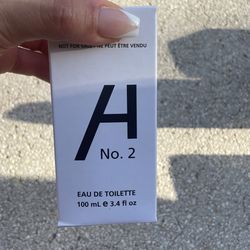 NOT FOR SALE / NE PEUT ÊTRE VENDU
A
No. 2
EAU DE TOILETTE
100 mL e 3.4 fl oz